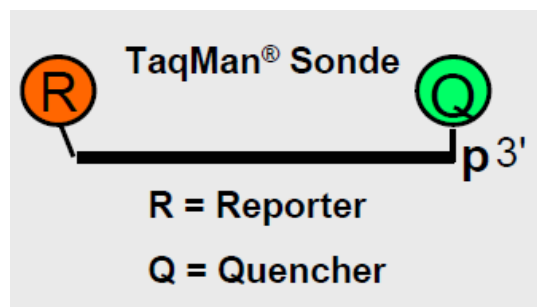 TaqMan® Sonde
R
Q
p 3'
R = Reporter
Q = Quencher